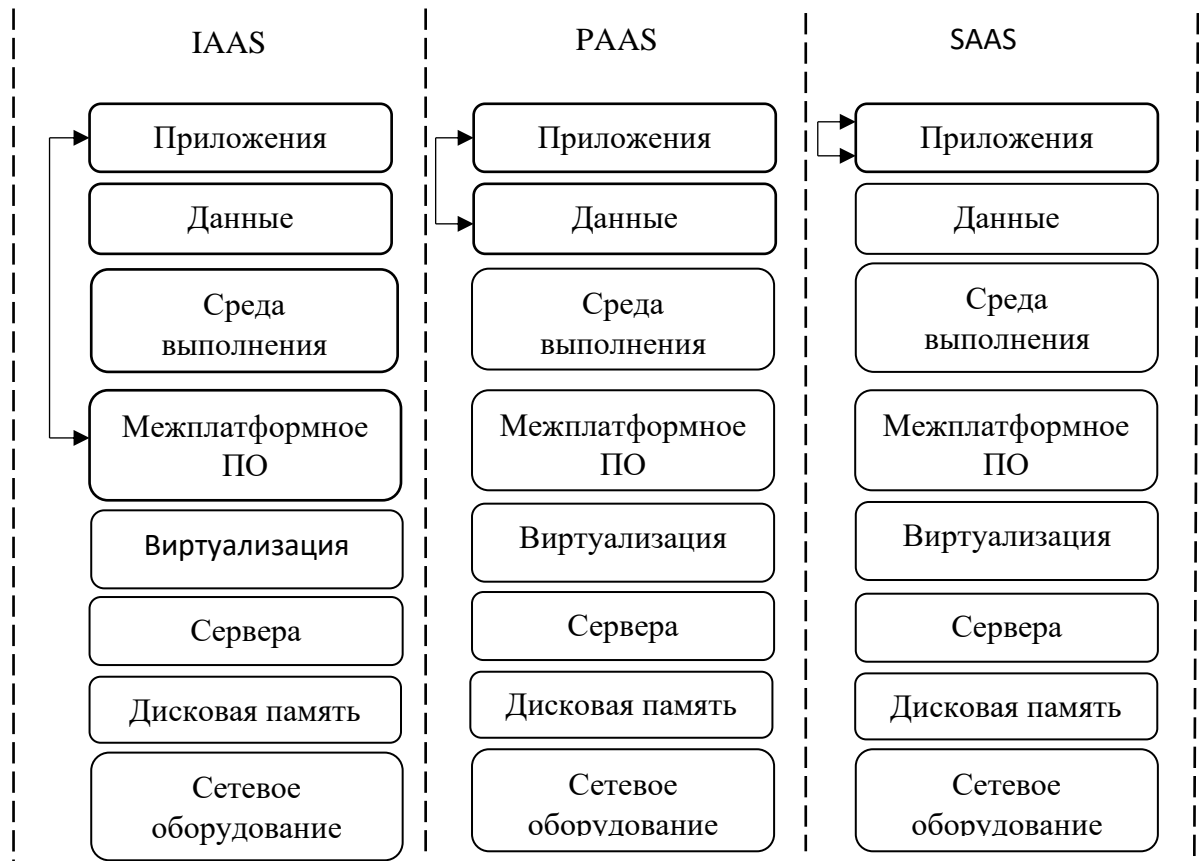 IAAS
Приложения
Данные
Среда
выполнения
Межплатформное
ПО
Виртуализация
Сервера
Дисковая память
Сетевое
оборудование
PAAS
Приложения
Данные
Среда
выполнения
Межплатформное
ПО
Виртуализация
Сервера
Дисковая память
Сетевое
оборудование
SAAS
Приложения
Данные
Среда
выполнения
Межплатформное
ПО
Виртуализация
Сервера
Дисковая память
Сетевое
оборудование